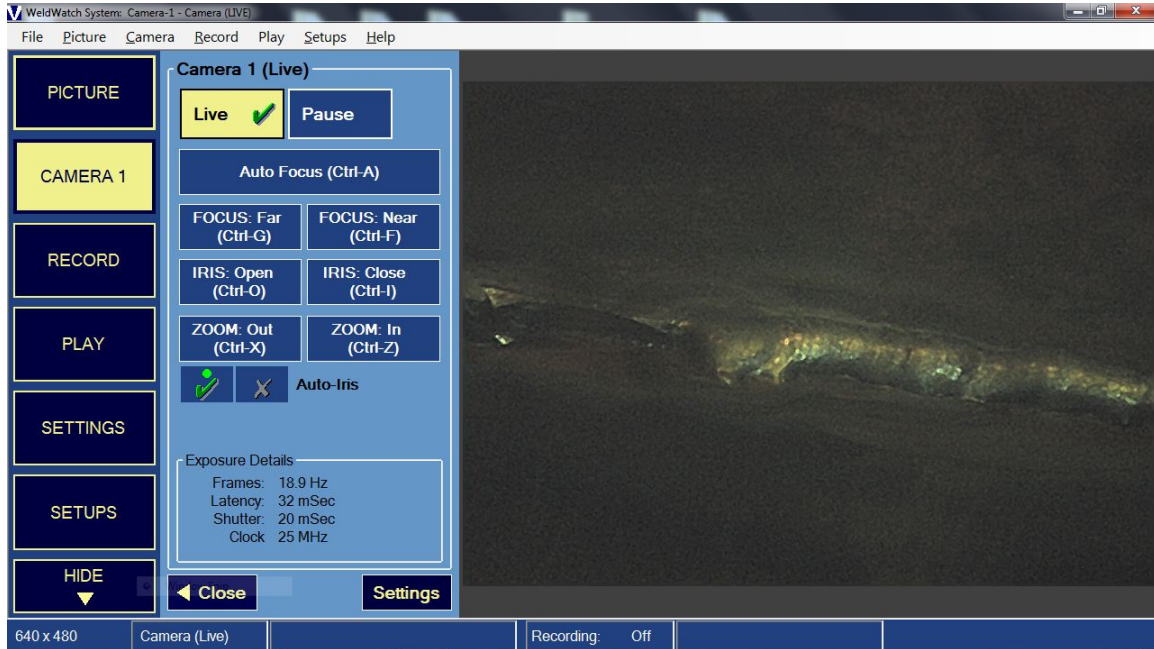 WeldWatch System: Camera-1 - Camera (LIVE)
File Picture Camera Record Play Setups Help
PICTURE
CAMERA 1
RECORD
PLAY
SETTINGS
SETUPS
HIDE
Camera 1 (Live)
Live Pause
Auto Focus (Ctrl-A)
FOCUS: Far FOCUS: Near
(Ctrl-G) (Ctrl-F)
IRIS: Open IRIS: Close
(Ctrl-O) (Ctrl-I)
ZOOM: Out ZOOM: In
(Ctrl-X) (Ctrl-Z)
Auto-Iris
Exposure Details
Frames: 18.9 Hz
Latency: 32 mSec
Shutter: 20 mSec
Clock 25 MHz
Close Settings
640 x 480 Camera (Live) Recording: Off